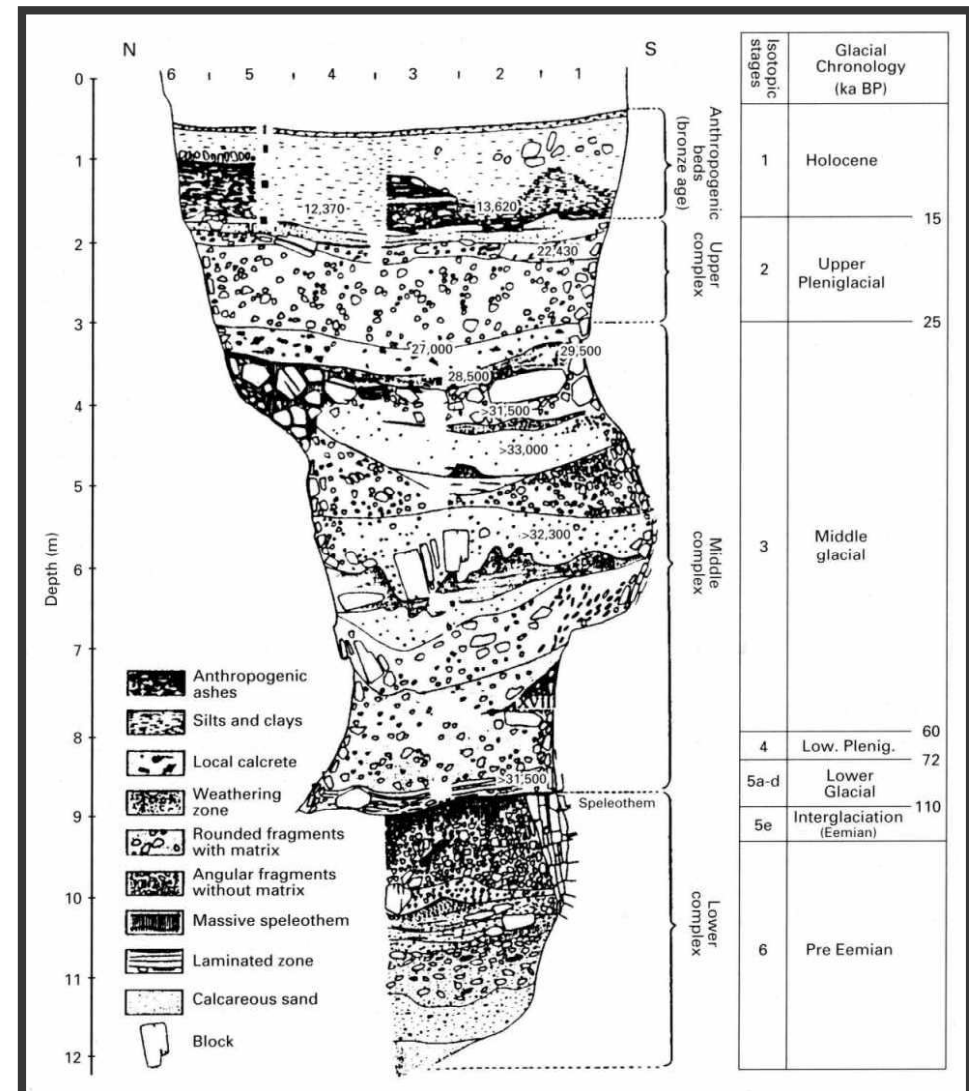 N
S
6 5 4 3 2 1
0
1
2
3
4
5
6
7
8
9
10
11
12
Depth (m)
12,370
13,620
22,430
27,000
29,500
28,500
>31,500
>33,000
>32,300
>31,500
Speleothem
Anthropogenic
beds
(bronze age)
Upper
complex
Middle
complex
Lower
complex
Anthropogenic
ashes
Silts and clays
Local calcrete
Weathering
zone
Rounded fragments
with matrix
Angular fragments
without matrix
Massive speleothem
Laminated zone
Calcareous sand
Block
Isotopic
stages
Glacial
Chronology
(ka BP)
1 Holocene
15
2 Upper
Pleniglacial
25
3 Middle
glacial
60
4 Low. Plenig.
72
5a-d Lower
Glacial
110
5e Interglaciation
(Eemian)
6 Pre Eemian